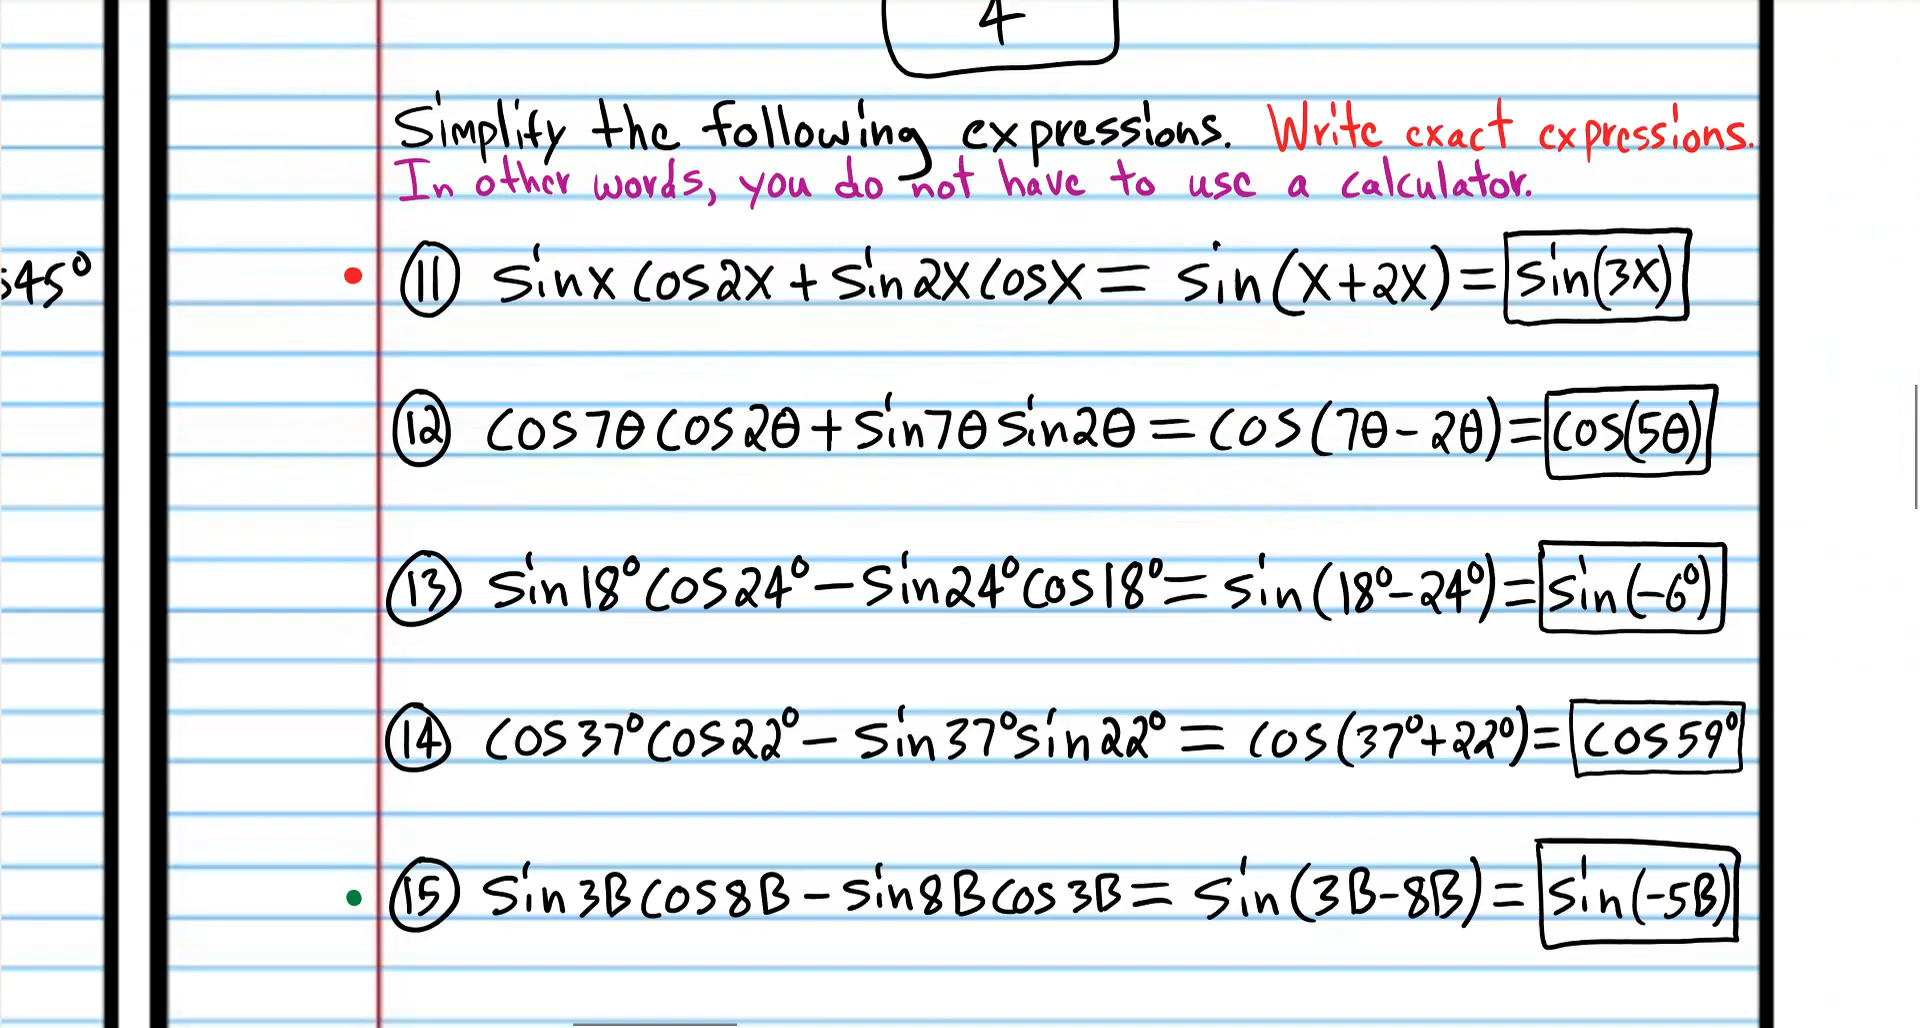 4
Simplify the following expressions. Write exact expressions.
In other words, you do not have to use a calculator.
45°
⑪ sinx cos2x + sin2x cosx = sin(x+2x) = sin(3x)
⑫ cos7θ cos2θ + sin7θ sin2θ = cos(7θ-2θ) = cos(5θ)
⑬ sin18° cos24° - sin24° cos18° = sin(18°-24°) = sin(-6°)
⑭ cos37° cos22° - sin37° sin22° = cos(37°+22°) = cos59°
⑮ sin3B cos8B - sin8B cos3B = sin(3B-8B) = sin(-5B)